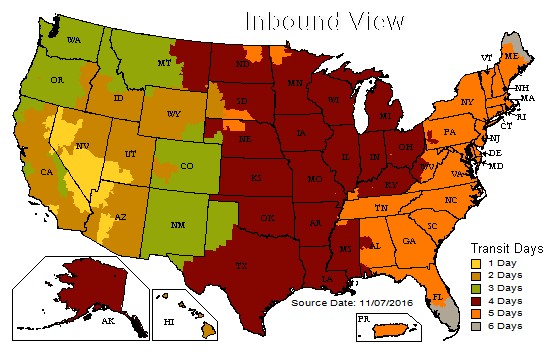 Inbound View
WA
MT
ND
MN
ME
VT
OR
ID
WY
SD
WI
MI
NY
NH
MA
RI
CT
NV
UT
CO
NE
IA
IL
IN
OH
PA
NJ
DE
MD
CA
KS
MO
KY
WV
VA
AZ
NM
OK
AR
TN
NC
SC
TX
LA
MS
AL
GA
FL
AK
HI
PR
Source Date: 11/07/2016
Transit Days
1 Day
2 Days
3 Days
4 Days
5 Days
6 Days